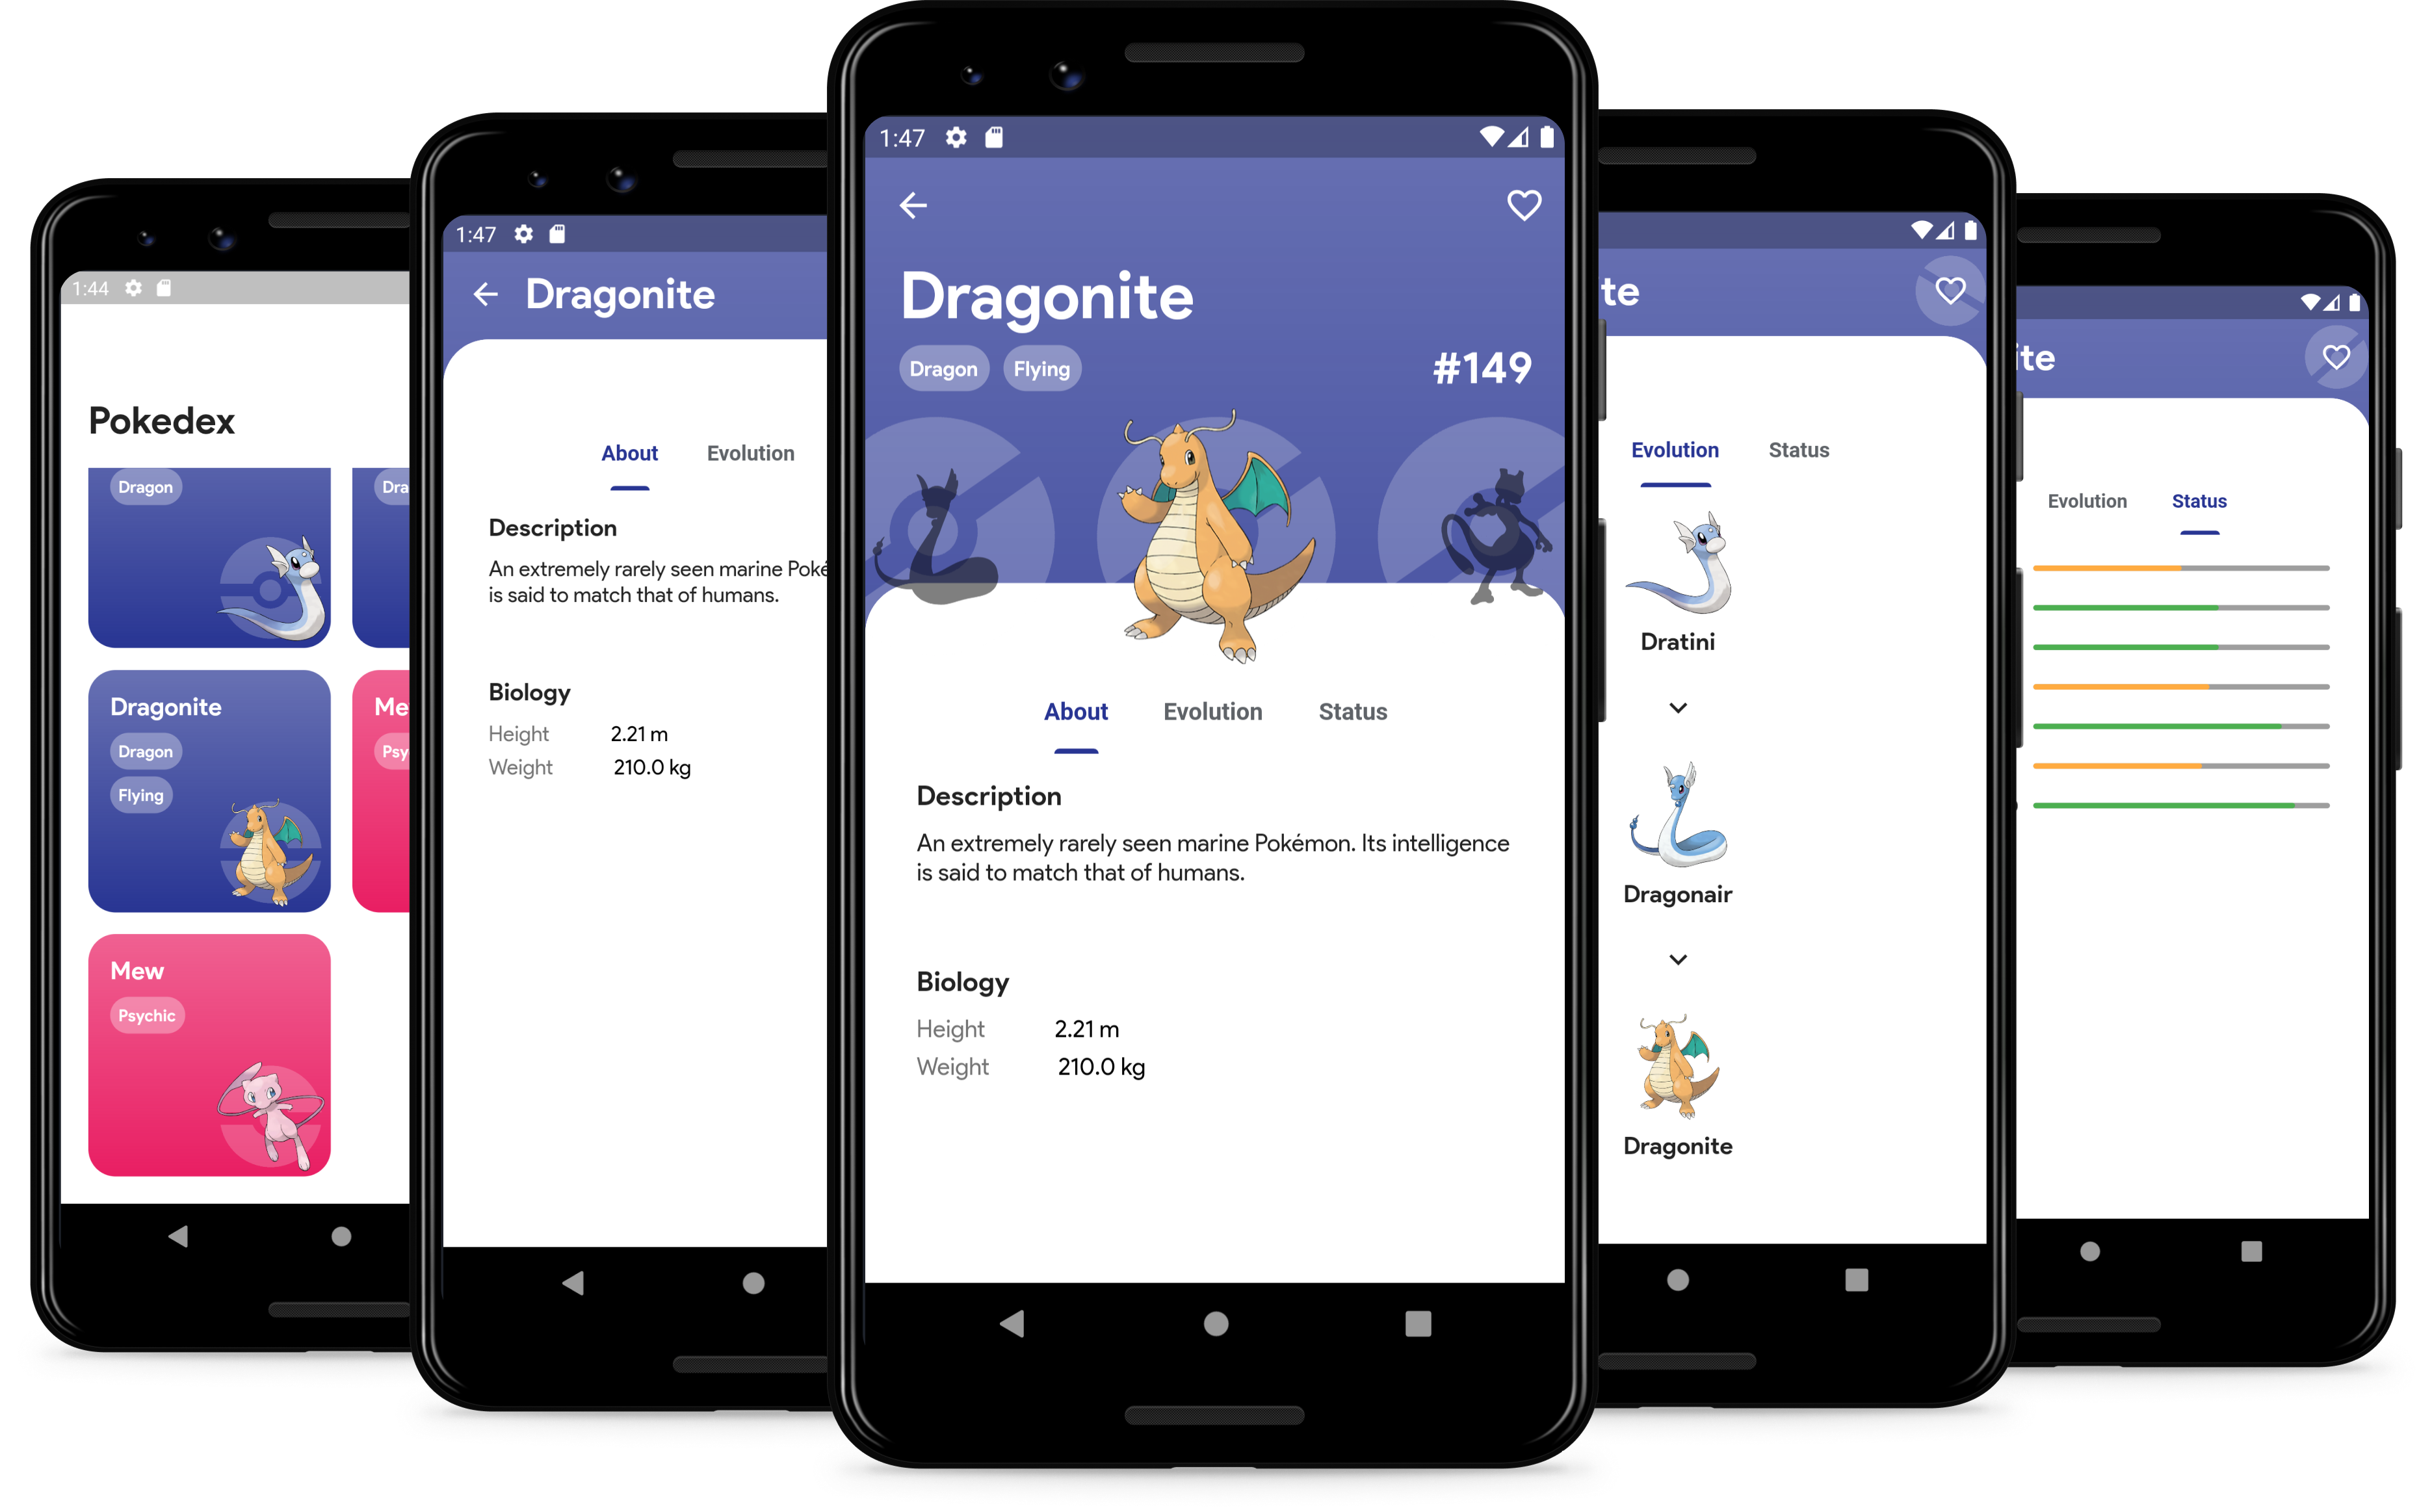 1:44
Pokedex
Dragon
Dra
Dragonite
Dragon
Flying
Me
Psy
Mew
Psychic
1:47
Dragonite
About Evolution
Description
An extremely rarely seen marine Poké
is said to match that of humans.
Biology
Height 2.21 m
Weight 210.0 kg
1:47
Dragonite
Dragon Flying #149
About Evolution Status
Description
An extremely rarely seen marine Pokémon. Its intelligence
is said to match that of humans.
Biology
Height 2.21 m
Weight 210.0 kg
te
Evolution Status
Dratini
Dragonair
Dragonite
ite
Evolution Status